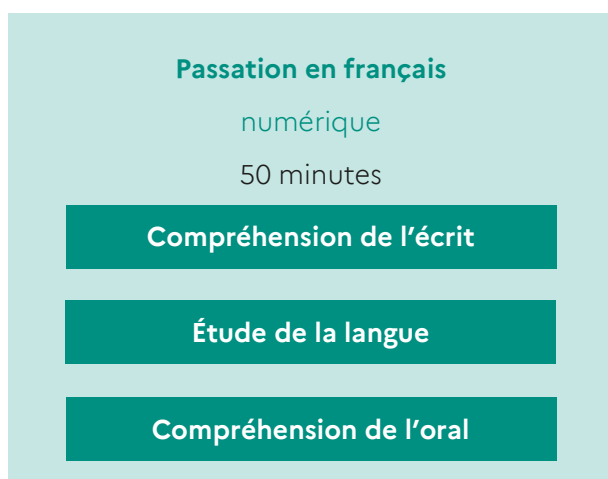 Passation en français
numérique
50 minutes
Compréhension de l’écrit
Étude de la langue
Compréhension de l’oral